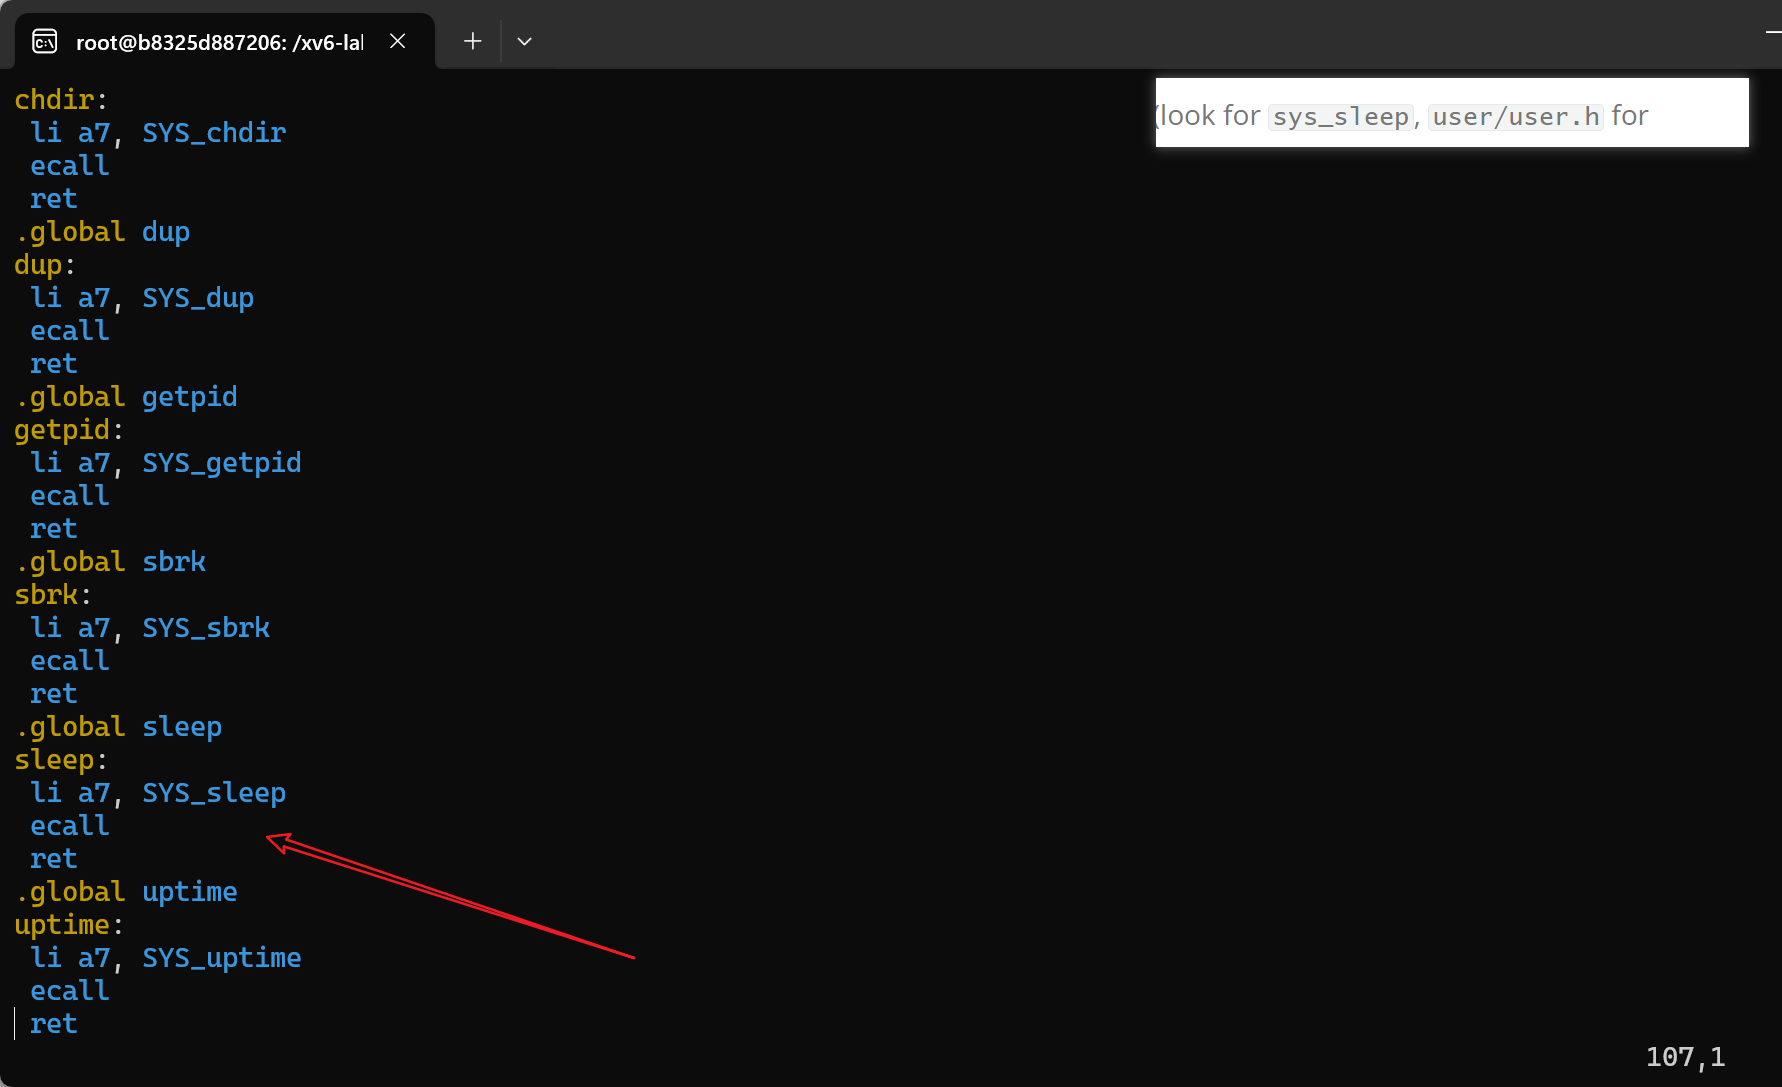 root@b8325d887206: /xv6-la
(look for sys_sleep, user/user.h for
chdir:
li a7, SYS_chdir
ecall
ret
.global dup
dup:
li a7, SYS_dup
ecall
ret
.global getpid
getpid:
li a7, SYS_getpid
ecall
ret
.global sbrk
sbrk:
li a7, SYS_sbrk
ecall
ret
.global sleep
sleep:
li a7, SYS_sleep
ecall
ret
.global uptime
uptime:
li a7, SYS_uptime
ecall
ret
107,1